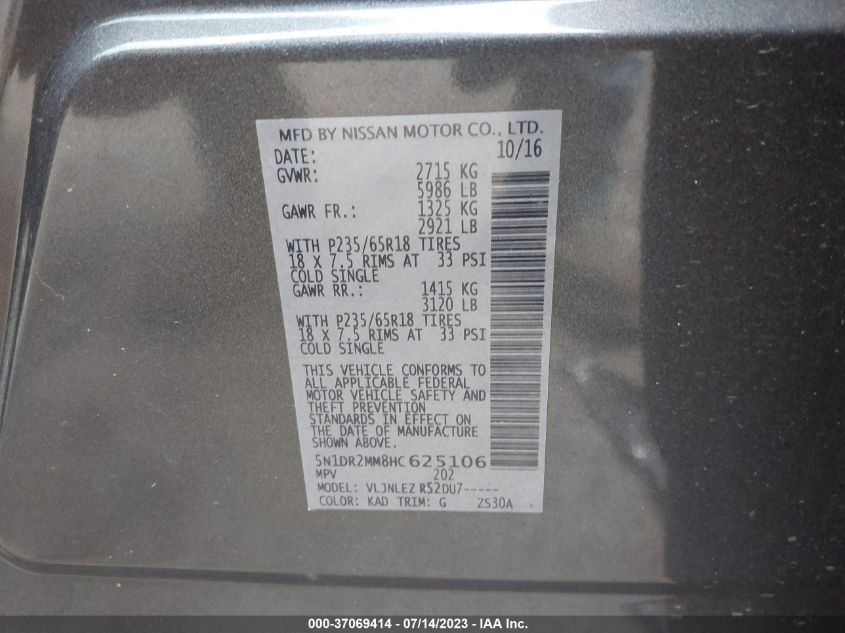 MFD BY NISSAN MOTOR CO., LTD.
DATE: 10/16
GVWR: 2715 KG
5986 LB
GAWR FR.: 1325 KG
2921 LB
WITH P235/65R18 TIRES
18 X 7.5 RIMS AT 33 PSI
COLD SINGLE
GAWR RR.: 1415 KG
3120 LB
WITH P235/65R18 TIRES
18 X 7.5 RIMS AT 33 PSI
COLD SINGLE
THIS VEHICLE CONFORMS TO
ALL APPLICABLE FEDERAL
MOTOR VEHICLE SAFETY AND
THEFT PREVENTION
STANDARDS IN EFFECT ON
THE DATE OF MANUFACTURE
SHOWN ABOVE.
5N1DR2MM8HC625106
MPV 202
MODEL: VLJNLEZ R52DU7-----
COLOR: KAD TRIM: G ZS30A
000-37069414 - 07/14/2023 - IAA Inc.